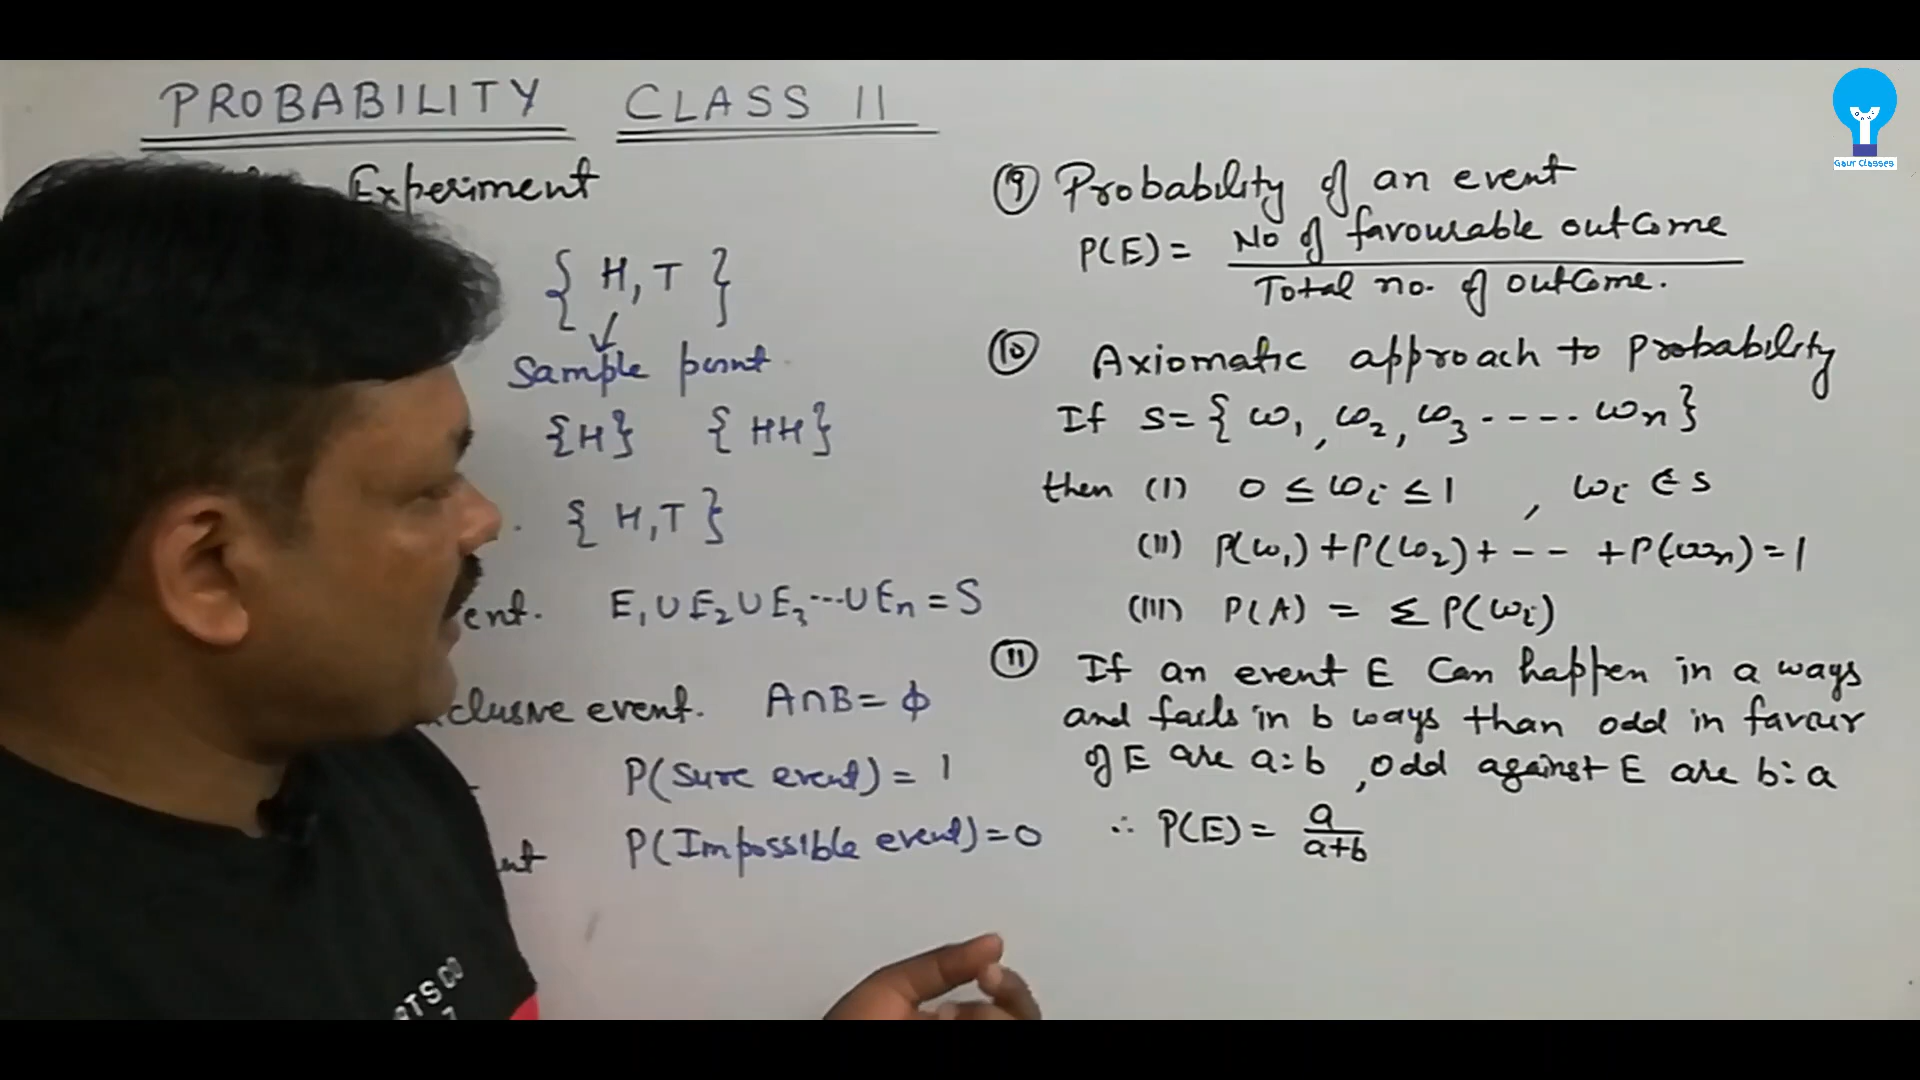 PROBABILITY CLASS 11
Experiment
{ H, T }
Sample point.
{H} { HH}
. { H,T }
ent. E₁ U E₂ U E₃ ... U Eₙ = S
xclusive event. A∩B = ϕ
P(sure event) = 1
nt P(Impossible event) = 0
⑨ Probability of an event
P(E) = No of favourable outcome
Total no. of outcome.
⑩ Axiomatic approach to probability
If S = { ω₁, ω₂, ω₃ ----. ωₙ }
then (I) 0 ≤ ωᵢ ≤ 1 , ωᵢ ∈ S
(II) P(ω₁) + P(ω₂) + -- + P(ωₙ) = 1
(III) P(A) = Σ P(ωᵢ)
⑪ If an event E Can happen in a ways
and fails in b ways than odd in favour
of E are a:b , odd against E are b:a
∴ P(E) = a
a+b
Gaur Classes
RTS CO
7